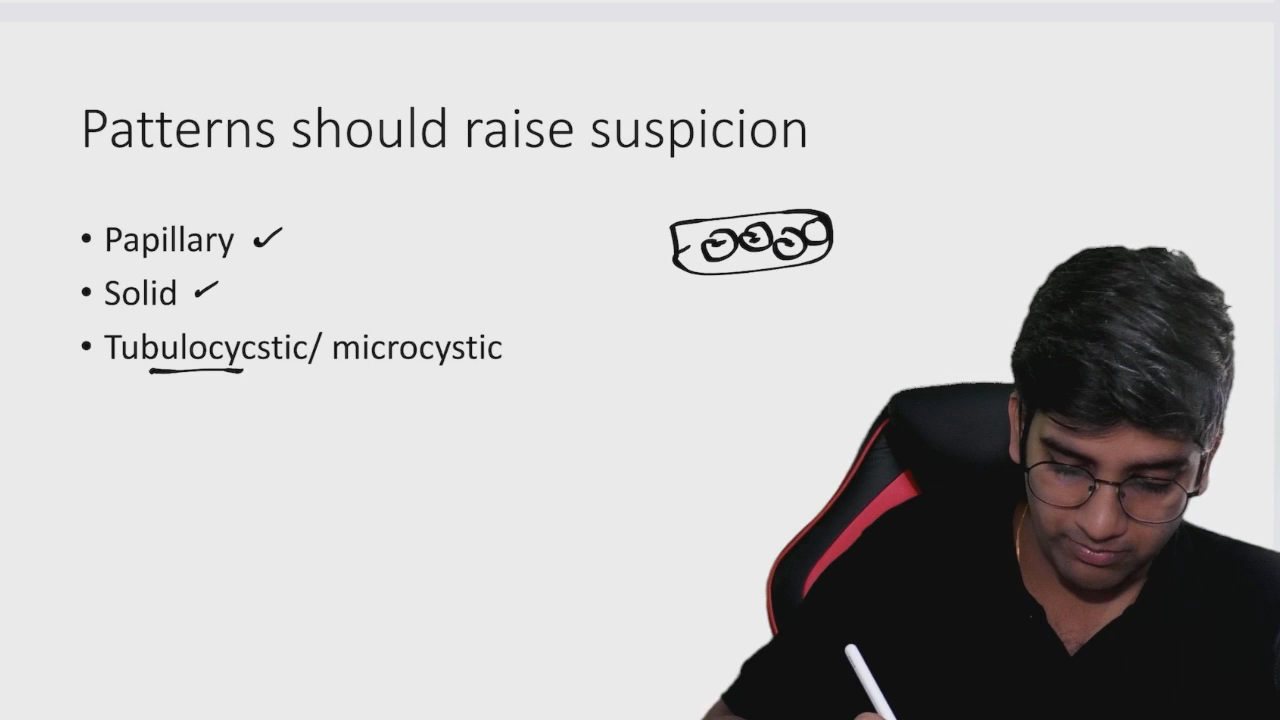 Patterns should raise suspicion
• Papillary ✓
• Solid ✓
• Tubulocycstic/ microcystic